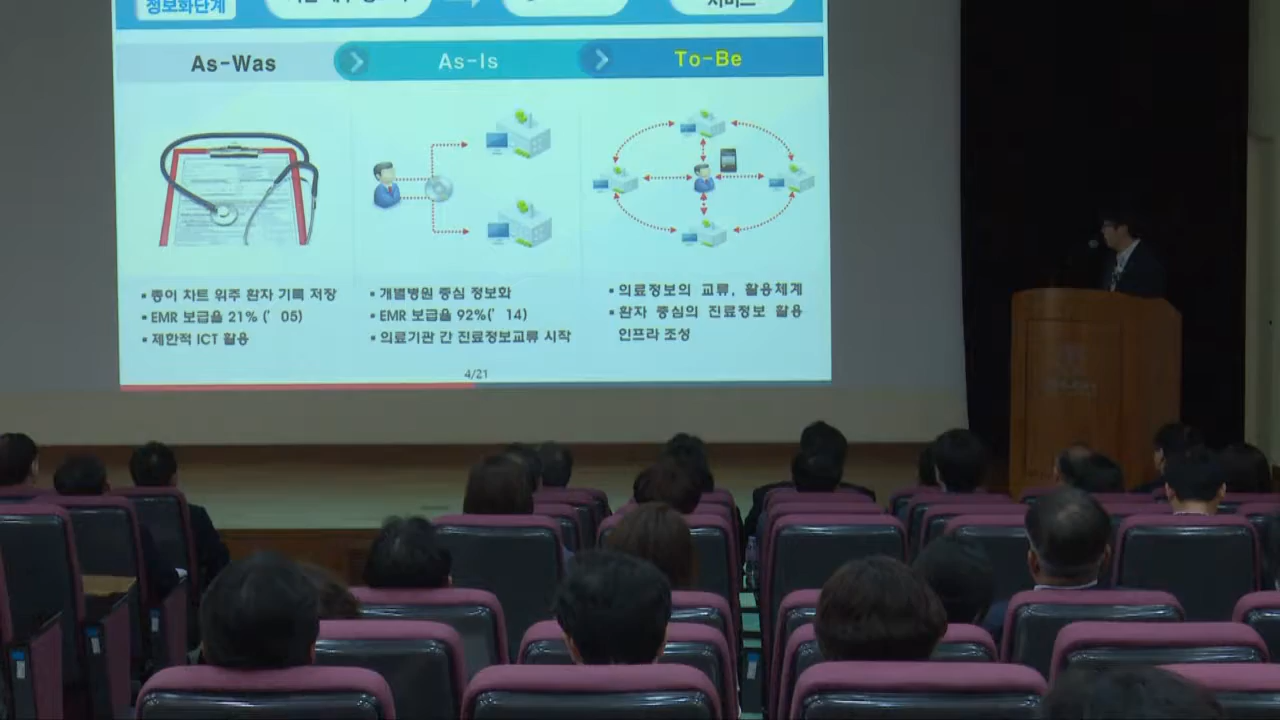 정보화단계
서비스
As-Was
As-Is
To-Be
▪ 종이 차트 위주 환자 기록 저장
▪ EMR 보급율 21% (’05)
▪ 제한적 ICT 활용
▪ 개별병원 중심 정보화
▪ EMR 보급율 92%(’14)
▪ 의료기관 간 진료정보교류 시작
▪ 의료정보의 교류, 활용체계
▪ 환자 중심의 진료정보 활용
인프라 조성
4/21